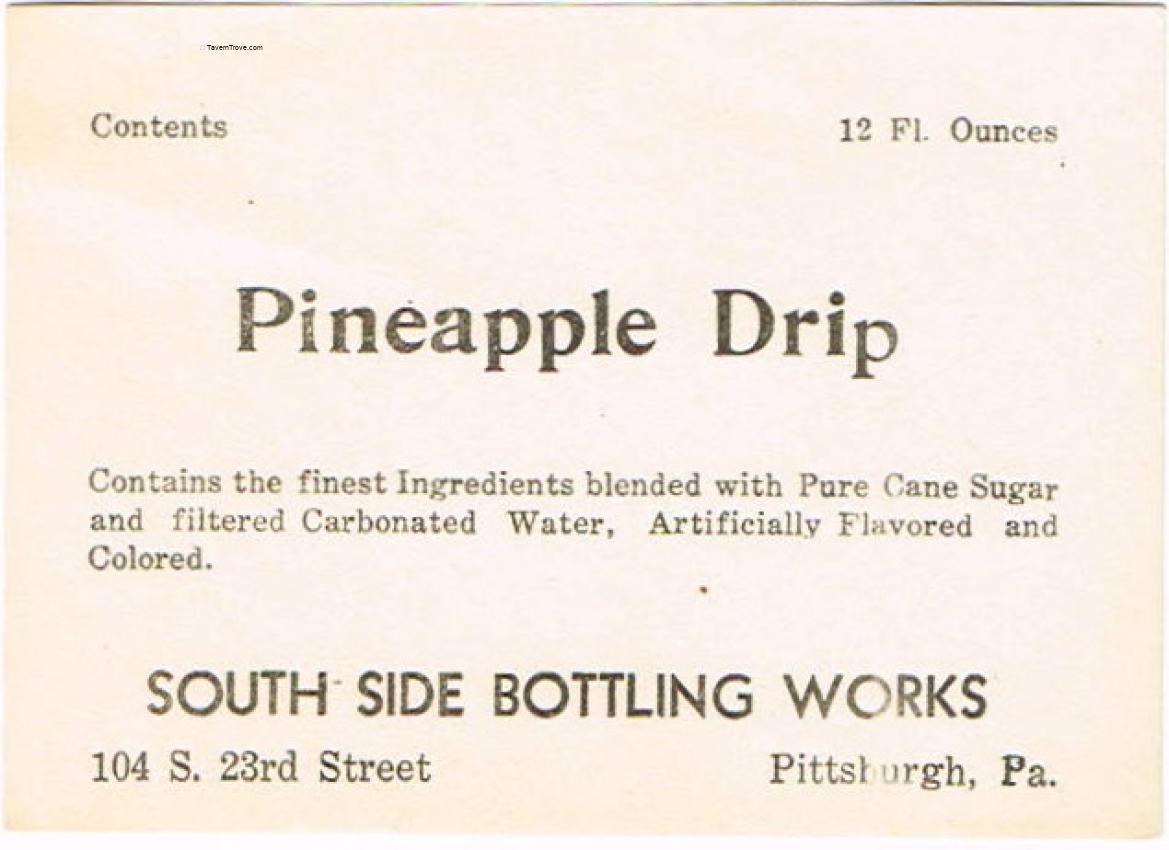 TavernTrove.com
Contents 12 Fl. Ounces
Pineapple Drip
Contains the finest Ingredients blended with Pure Cane Sugar
and filtered Carbonated Water, Artificially Flavored and
Colored.
SOUTH SIDE BOTTLING WORKS
104 S. 23rd Street Pittsburgh, Pa.